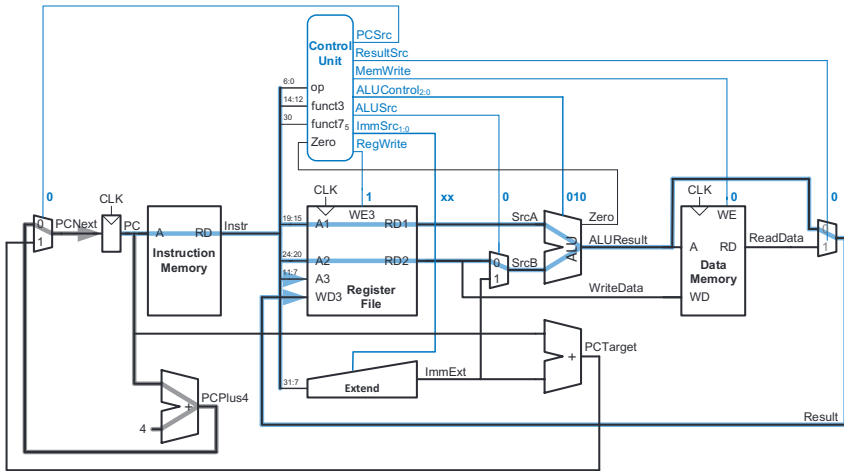 PCSrc
Control
Unit
ResultSrc
MemWrite
6:0
op
ALUControl2:0
14:12
funct3
ALUSrc
30
funct75
ImmSrc1:0
Zero
RegWrite
0
CLK
CLK
1
xx
0
010
CLK
0
0
0
1
PCNext
PC
A
RD
Instr
Instruction
Memory
19:15
A1
WE3
RD1
SrcA
Zero
ALU
ALUResult
WE
A
RD
ReadData
0
1
24:20
A2
RD2
0
1
SrcB
11:7
A3
WD3
Register
File
WriteData
Data
Memory
WD
PCTarget
+
31:7
Extend
ImmExt
+
PCPlus4
4
Result